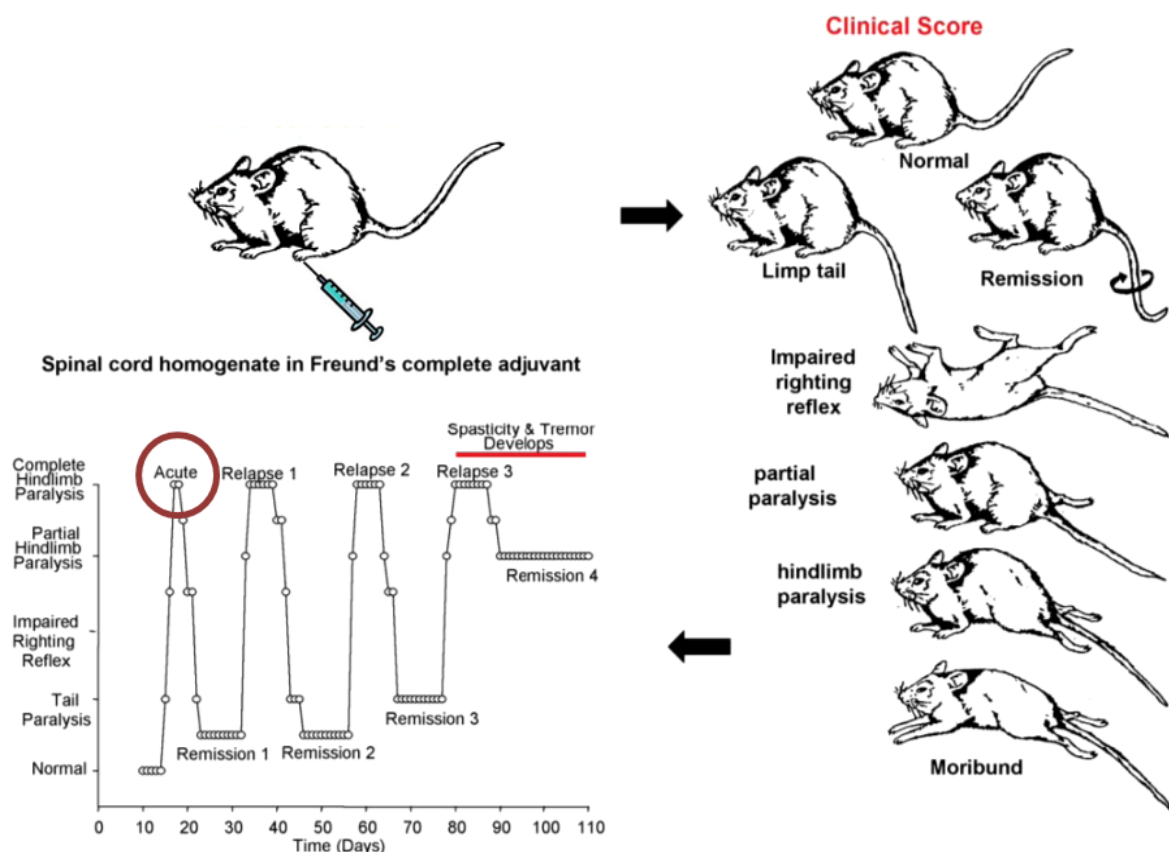 Clinical Score
Normal
Limp tail
Remission
Impaired
righting
reflex
partial
paralysis
hindlimb
paralysis
Moribund
Spinal cord homogenate in Freund's complete adjuvant
Spasticity & Tremor
Develops
Complete
Hindlimb
Paralysis
Partial
Hindlimb
Paralysis
Impaired
Righting
Reflex
Tail
Paralysis
Normal
Acute
Relapse 1
Relapse 2
Relapse 3
Remission 4
Remission 3
Remission 1
Remission 2
0 10 20 30 40 50 60 70 80 90 100 110
Time (Days)